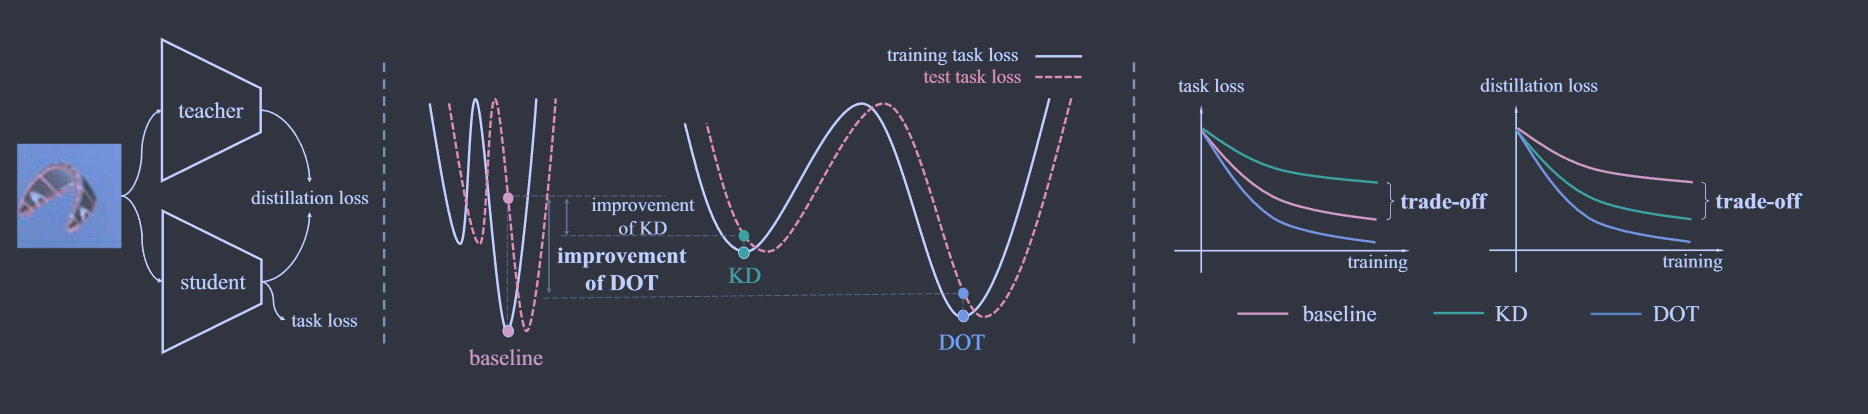 teacher
distillation loss
student
task loss
training task loss
test task loss
improvement
of KD
improvement
of DOT
KD
DOT
baseline
task loss
trade-off
training
distillation loss
trade-off
training
baseline
KD
DOT